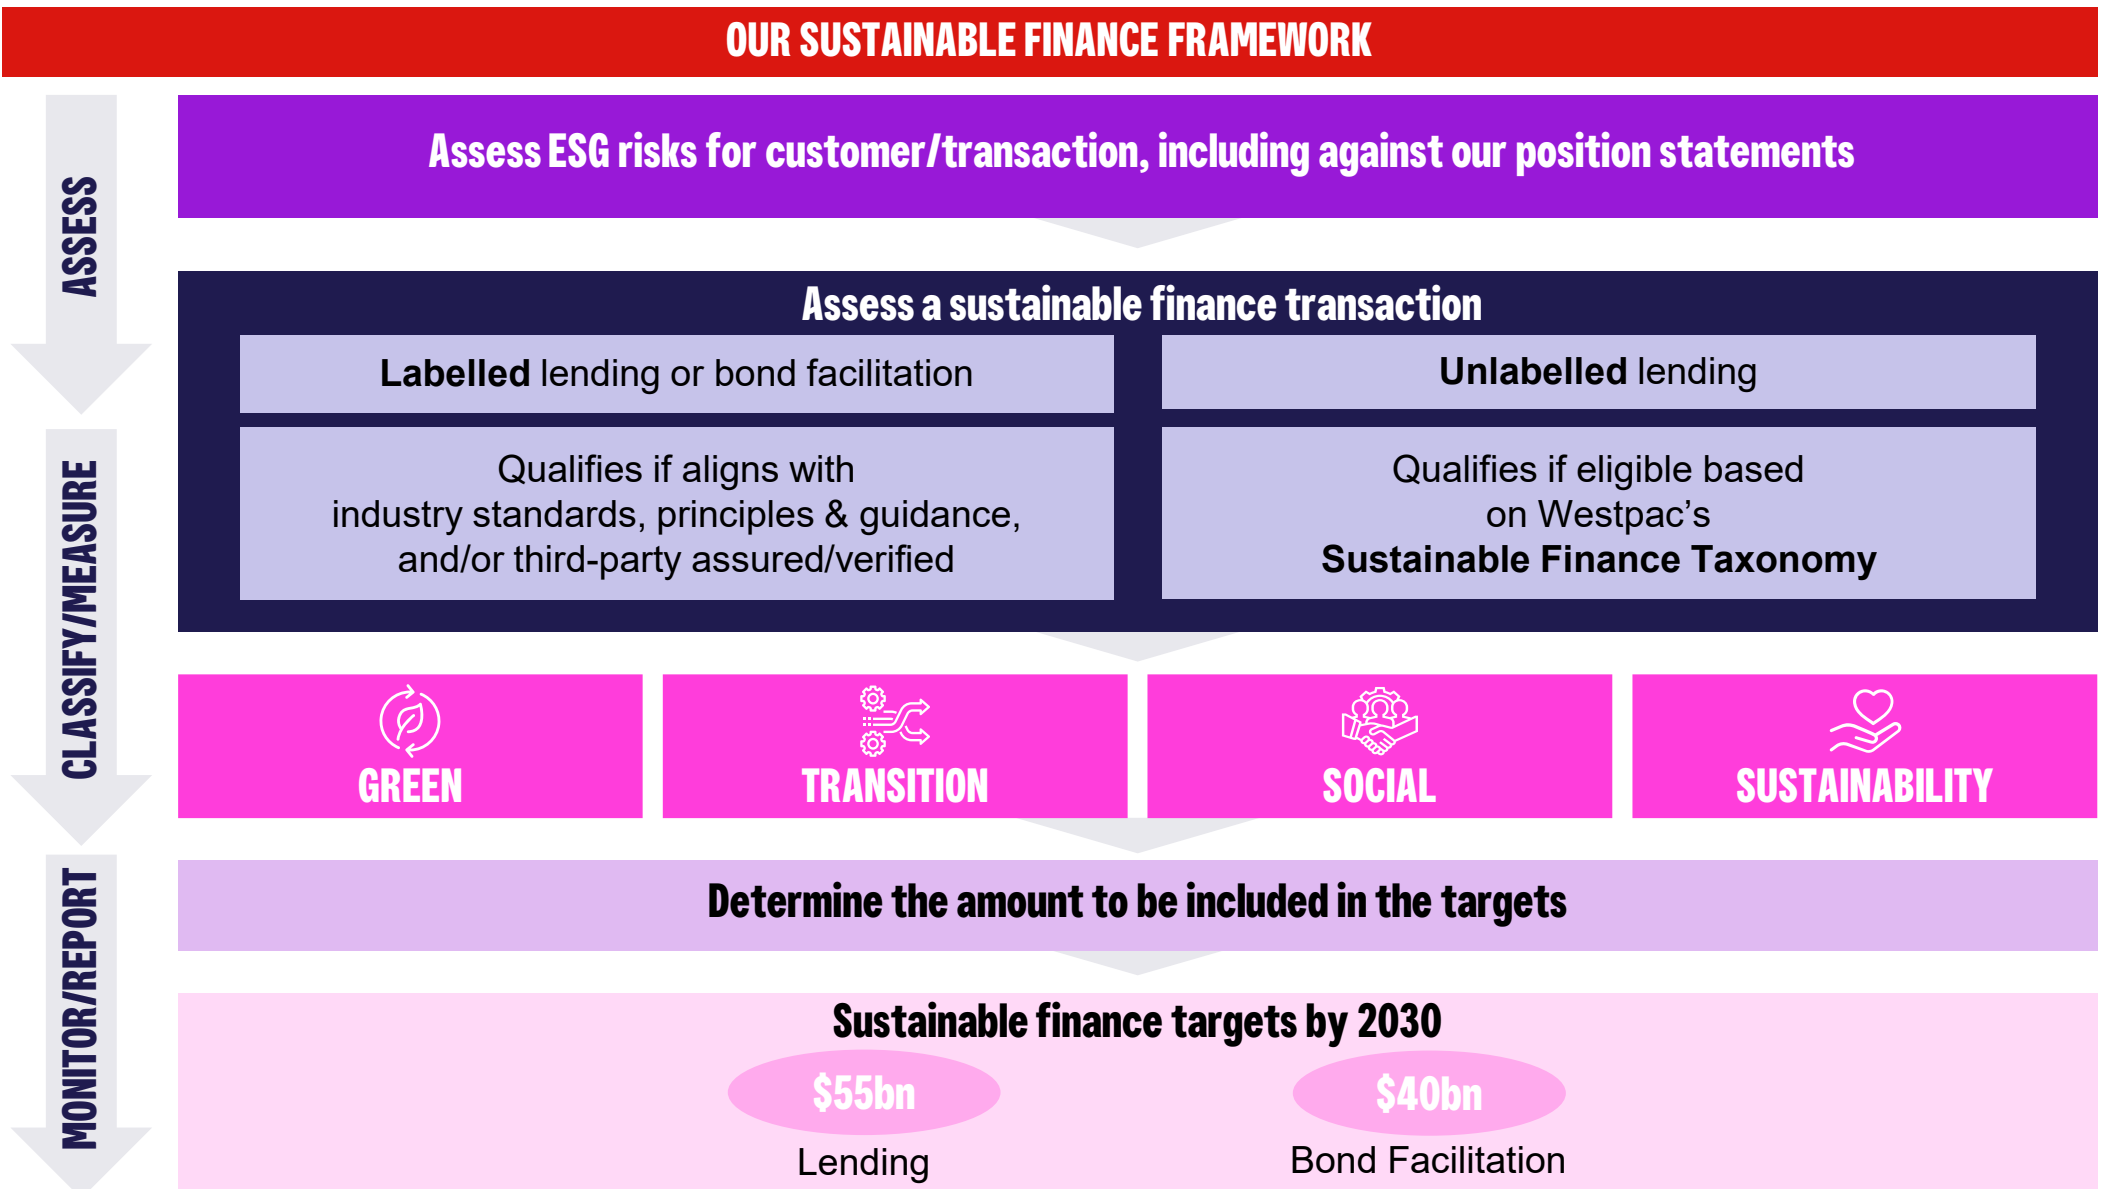 OUR SUSTAINABLE FINANCE FRAMEWORK
ASSESS
Assess ESG risks for customer/transaction, including against our position statements
Assess a sustainable finance transaction
Labelled lending or bond facilitation
Unlabelled lending
CLASSIFY/MEASURE
Qualifies if aligns with
industry standards, principles & guidance,
and/or third-party assured/verified
Qualifies if eligible based
on Westpac’s
Sustainable Finance Taxonomy
GREEN
TRANSITION
SOCIAL
SUSTAINABILITY
MONITOR/REPORT
Determine the amount to be included in the targets
Sustainable finance targets by 2030
$55bn
Lending
$40bn
Bond Facilitation